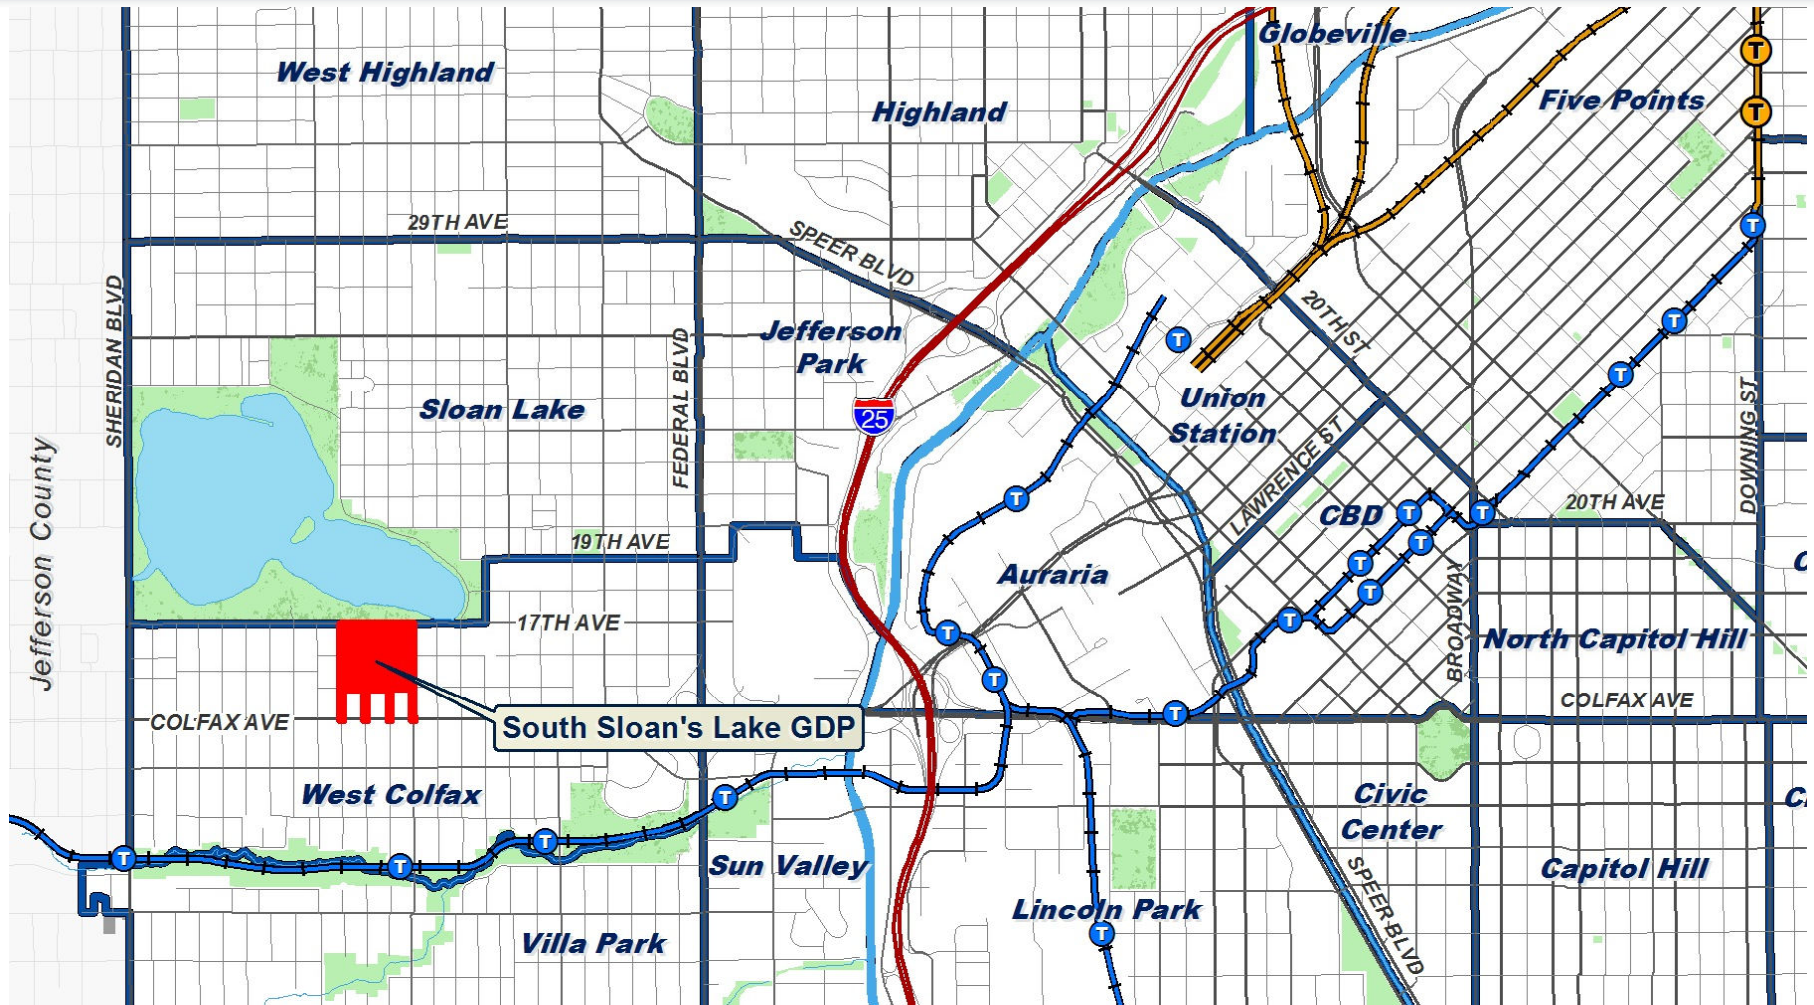 Globeville
West Highland
Five Points
Highland
T
T
29TH AVE
SPEER BLVD
T
SHERIDAN BLVD
20TH ST
T
Jefferson
Park
FEDERAL BLVD
T
T
Sloan Lake
25
Union
Station
LAWRENCE ST
DOWNING ST
Jefferson County
T
20TH AVE
CBD
T
T
T
19TH AVE
T
T
Auraria
BROADWAY
17TH AVE
T
T
North Capitol Hill
T
COLFAX AVE
T
COLFAX AVE
South Sloan's Lake GDP
West Colfax
T
Civic
Center
T
T
T
Sun Valley
SPEER BLVD
Capitol Hill
Lincoln Park
T
Villa Park
C
C